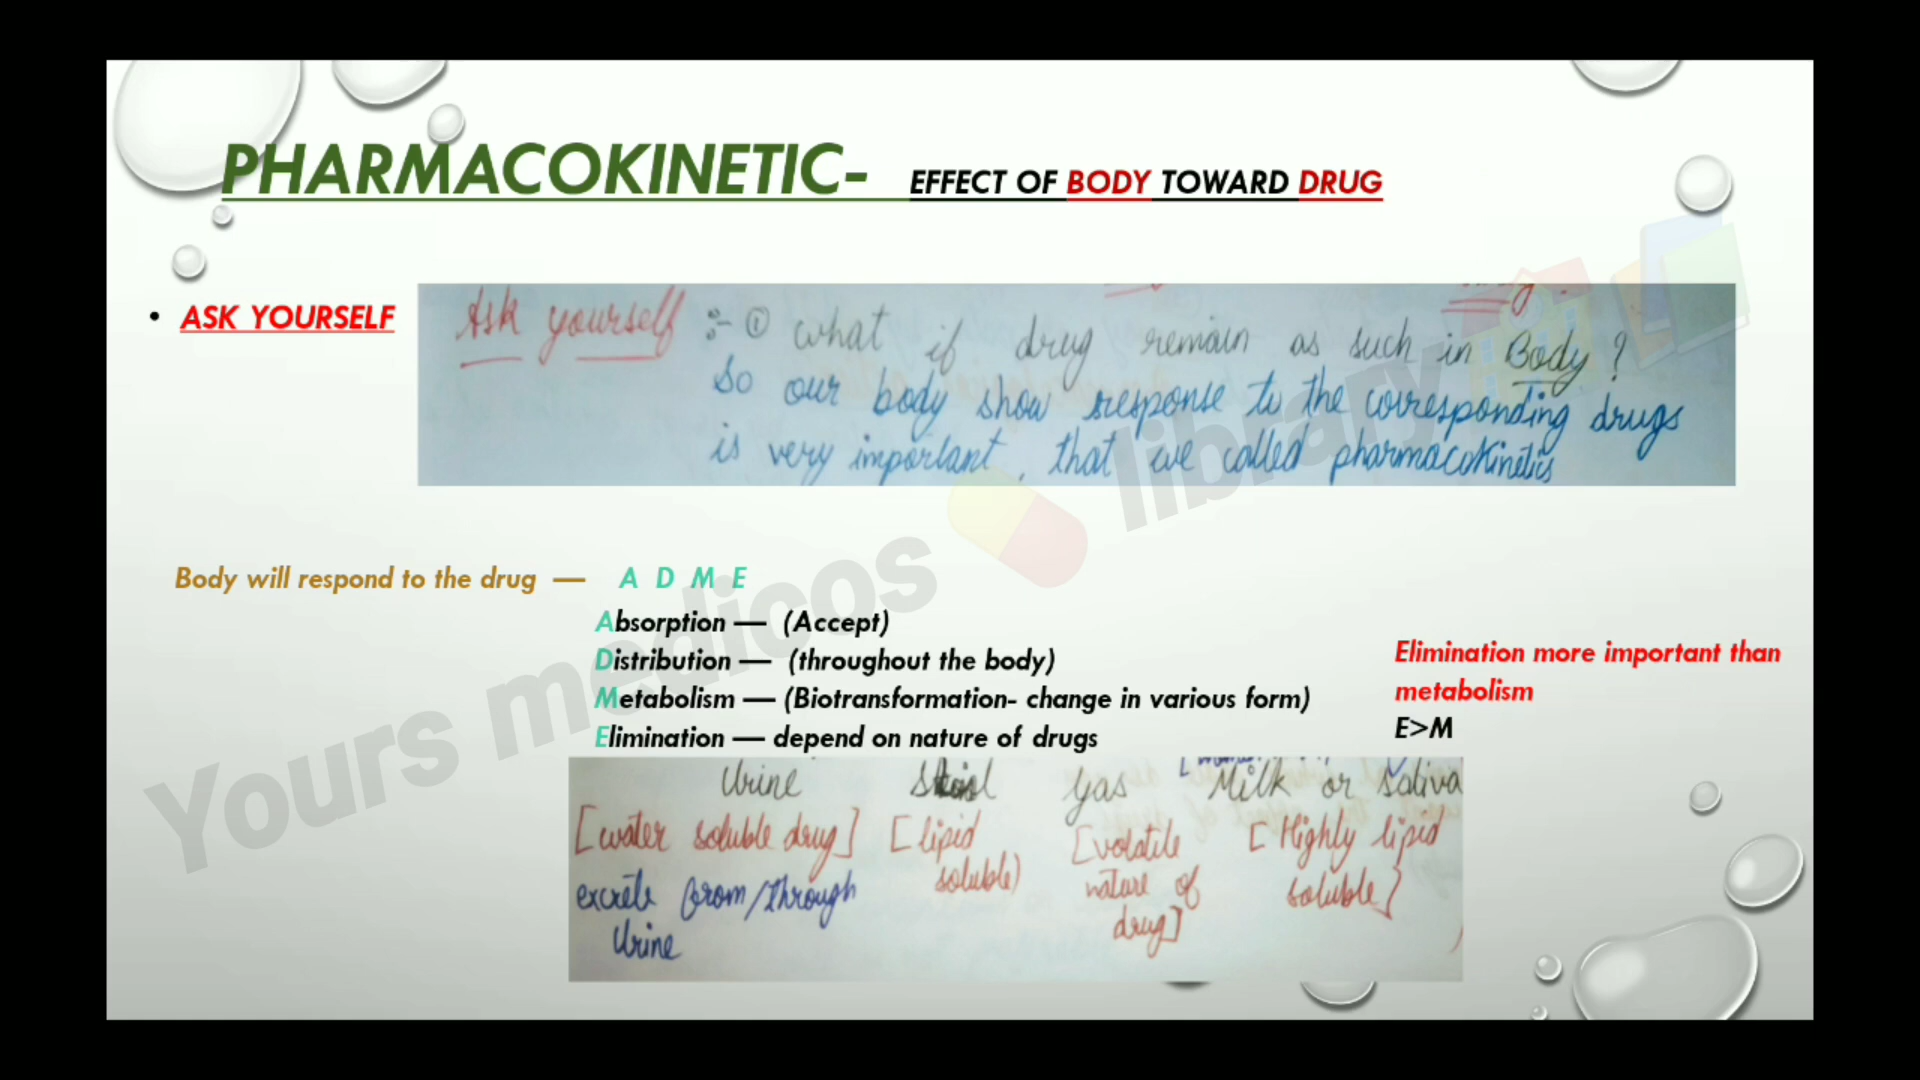 PHARMACOKINETIC- EFFECT OF BODY TOWARD DRUG
• ASK YOURSELF
Ask yourself :- ① what if drug remain as such in Body ?
So our body show response to the corresponding drugs
is very important, that we called pharmacokinetics
Body will respond to the drug — A D M E
Absorption — (Accept)
Distribution — (throughout the body)
Metabolism — (Biotransformation- change in various form)
Elimination — depend on nature of drugs
Elimination more important than
metabolism
E>M
Urine Gas Milk or Saliva
[water soluble drug] [lipid soluble) [volatile nature of drug] [Highly lipid soluble]
excrete from/through
Urine
Yours medicos library